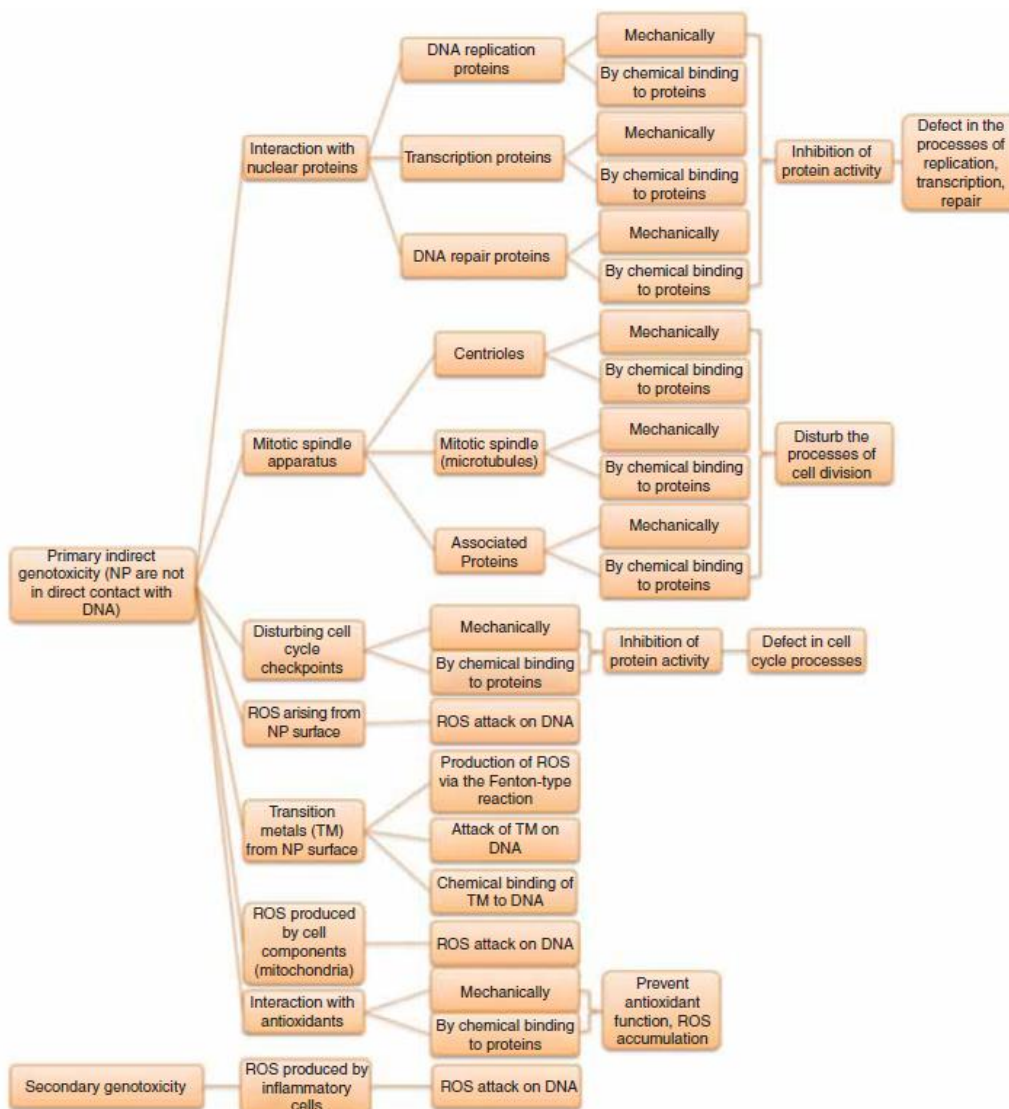 DNA replication
proteins
Mechanically
By chemical binding
to proteins
Interaction with
nuclear proteins
Transcription proteins
Mechanically
By chemical binding
to proteins
Inhibition of
protein activity
Defect in the
processes of
replication,
transcription,
repair
DNA repair proteins
Mechanically
By chemical binding
to proteins
Centrioles
Mechanically
By chemical binding
to proteins
Mitotic spindle
apparatus
Mitotic spindle
(microtubules)
Mechanically
By chemical binding
to proteins
Disturb the
processes of
cell division
Associated
Proteins
Mechanically
By chemical binding
to proteins
Primary indirect
genotoxicity (NP are not
in direct contact with
DNA)
Disturbing cell
cycle
checkpoints
Mechanically
By chemical binding
to proteins
Inhibition of
protein activity
Defect in cell
cycle processes
ROS arising from
NP surface
ROS attack on DNA
Transition
metals (TM)
from NP surface
Production of ROS
via the Fenton-type
reaction
Attack of TM on
DNA
Chemical binding of
TM to DNA
ROS produced
by cell
components
(mitochondria)
ROS attack on DNA
Interaction with
antioxidants
Mechanically
By chemical binding
to proteins
Prevent
antioxidant
function, ROS
accumulation
Secondary genotoxicity
ROS produced by
inflammatory
cells
ROS attack on DNA